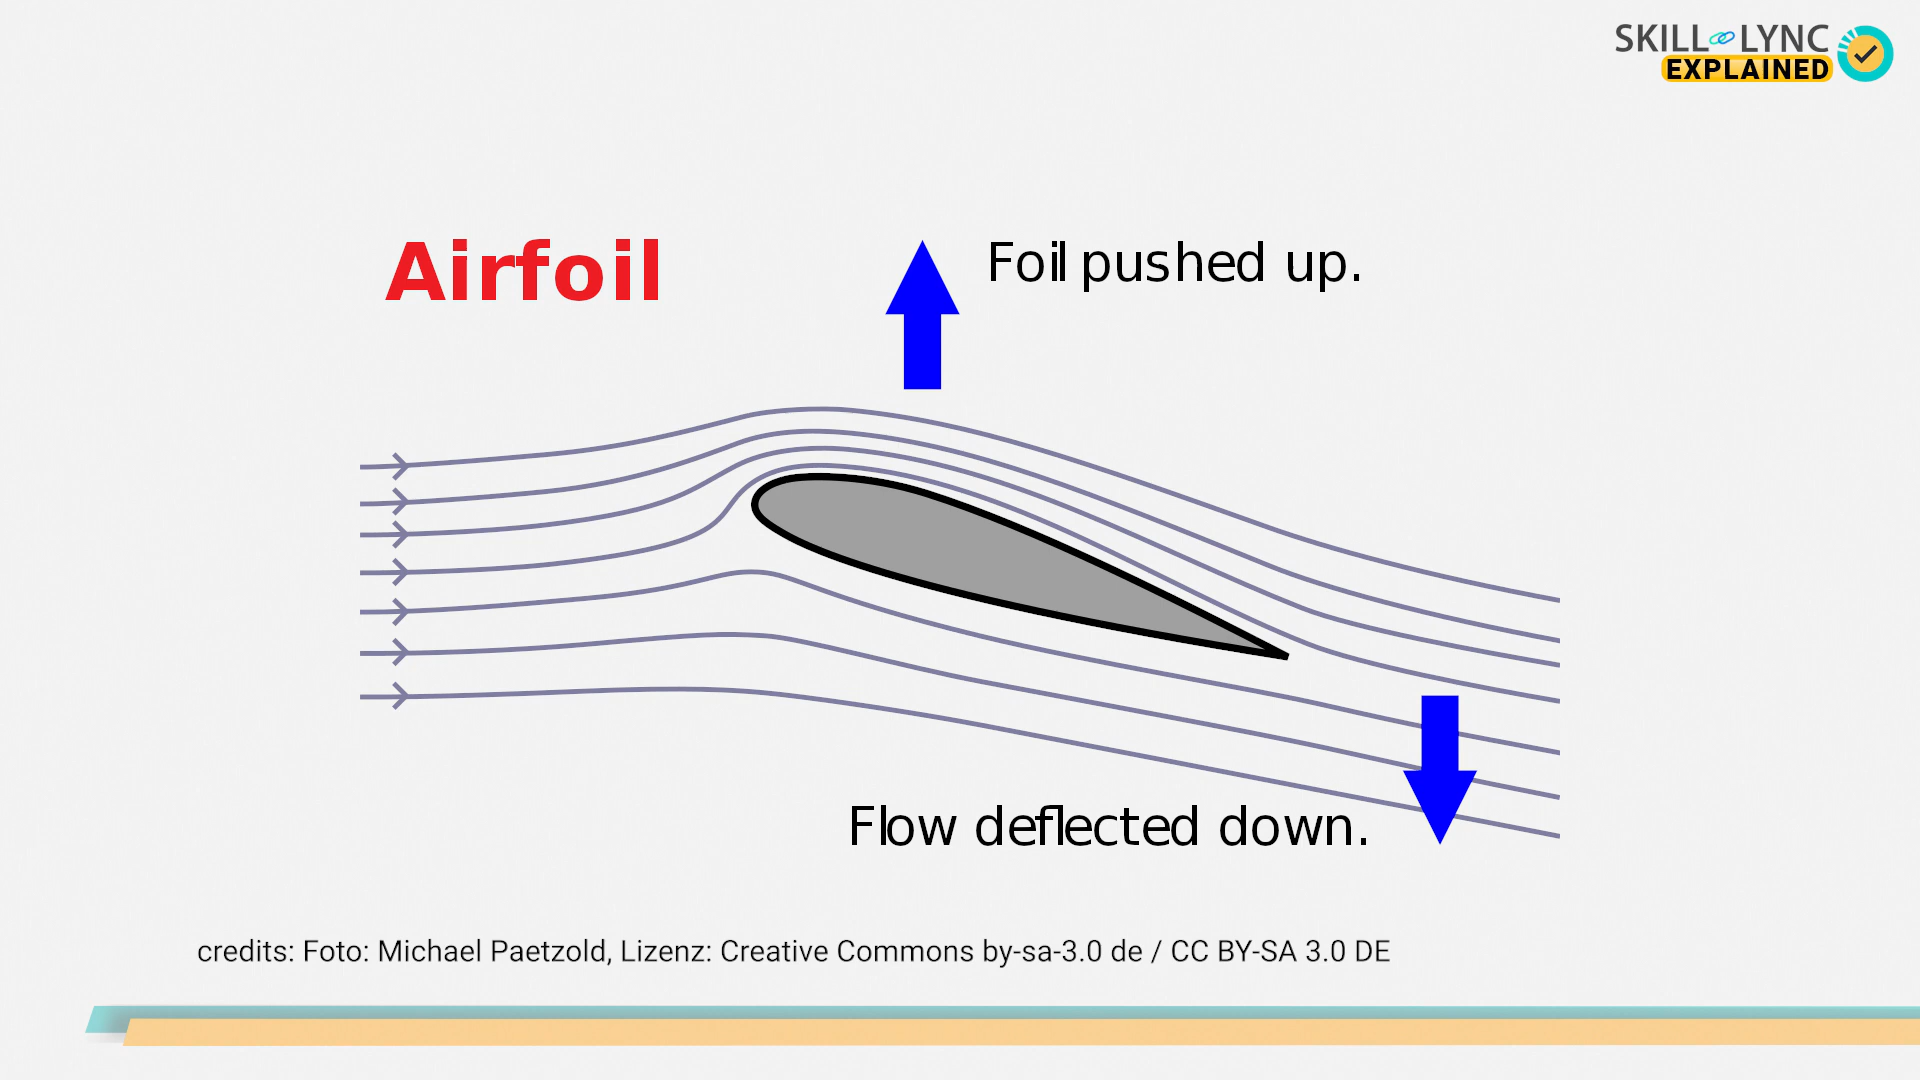 SKILL LYNC
EXPLAINED
Airfoil
Foil pushed up.
Flow deflected down.
credits: Foto: Michael Paetzold, Lizenz: Creative Commons by-sa-3.0 de / CC BY-SA 3.0 DE